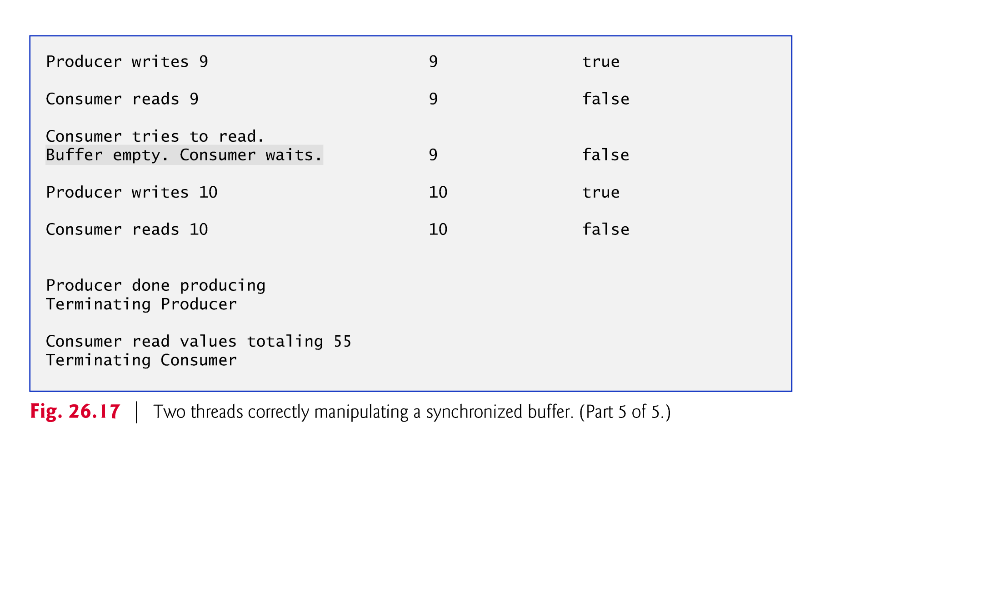 Producer writes 9 9 true
Consumer reads 9 9 false
Consumer tries to read.
Buffer empty. Consumer waits. 9 false
Producer writes 10 10 true
Consumer reads 10 10 false
Producer done producing
Terminating Producer
Consumer read values totaling 55
Terminating Consumer
Fig. 26.17 | Two threads correctly manipulating a synchronized buffer. (Part 5 of 5.)